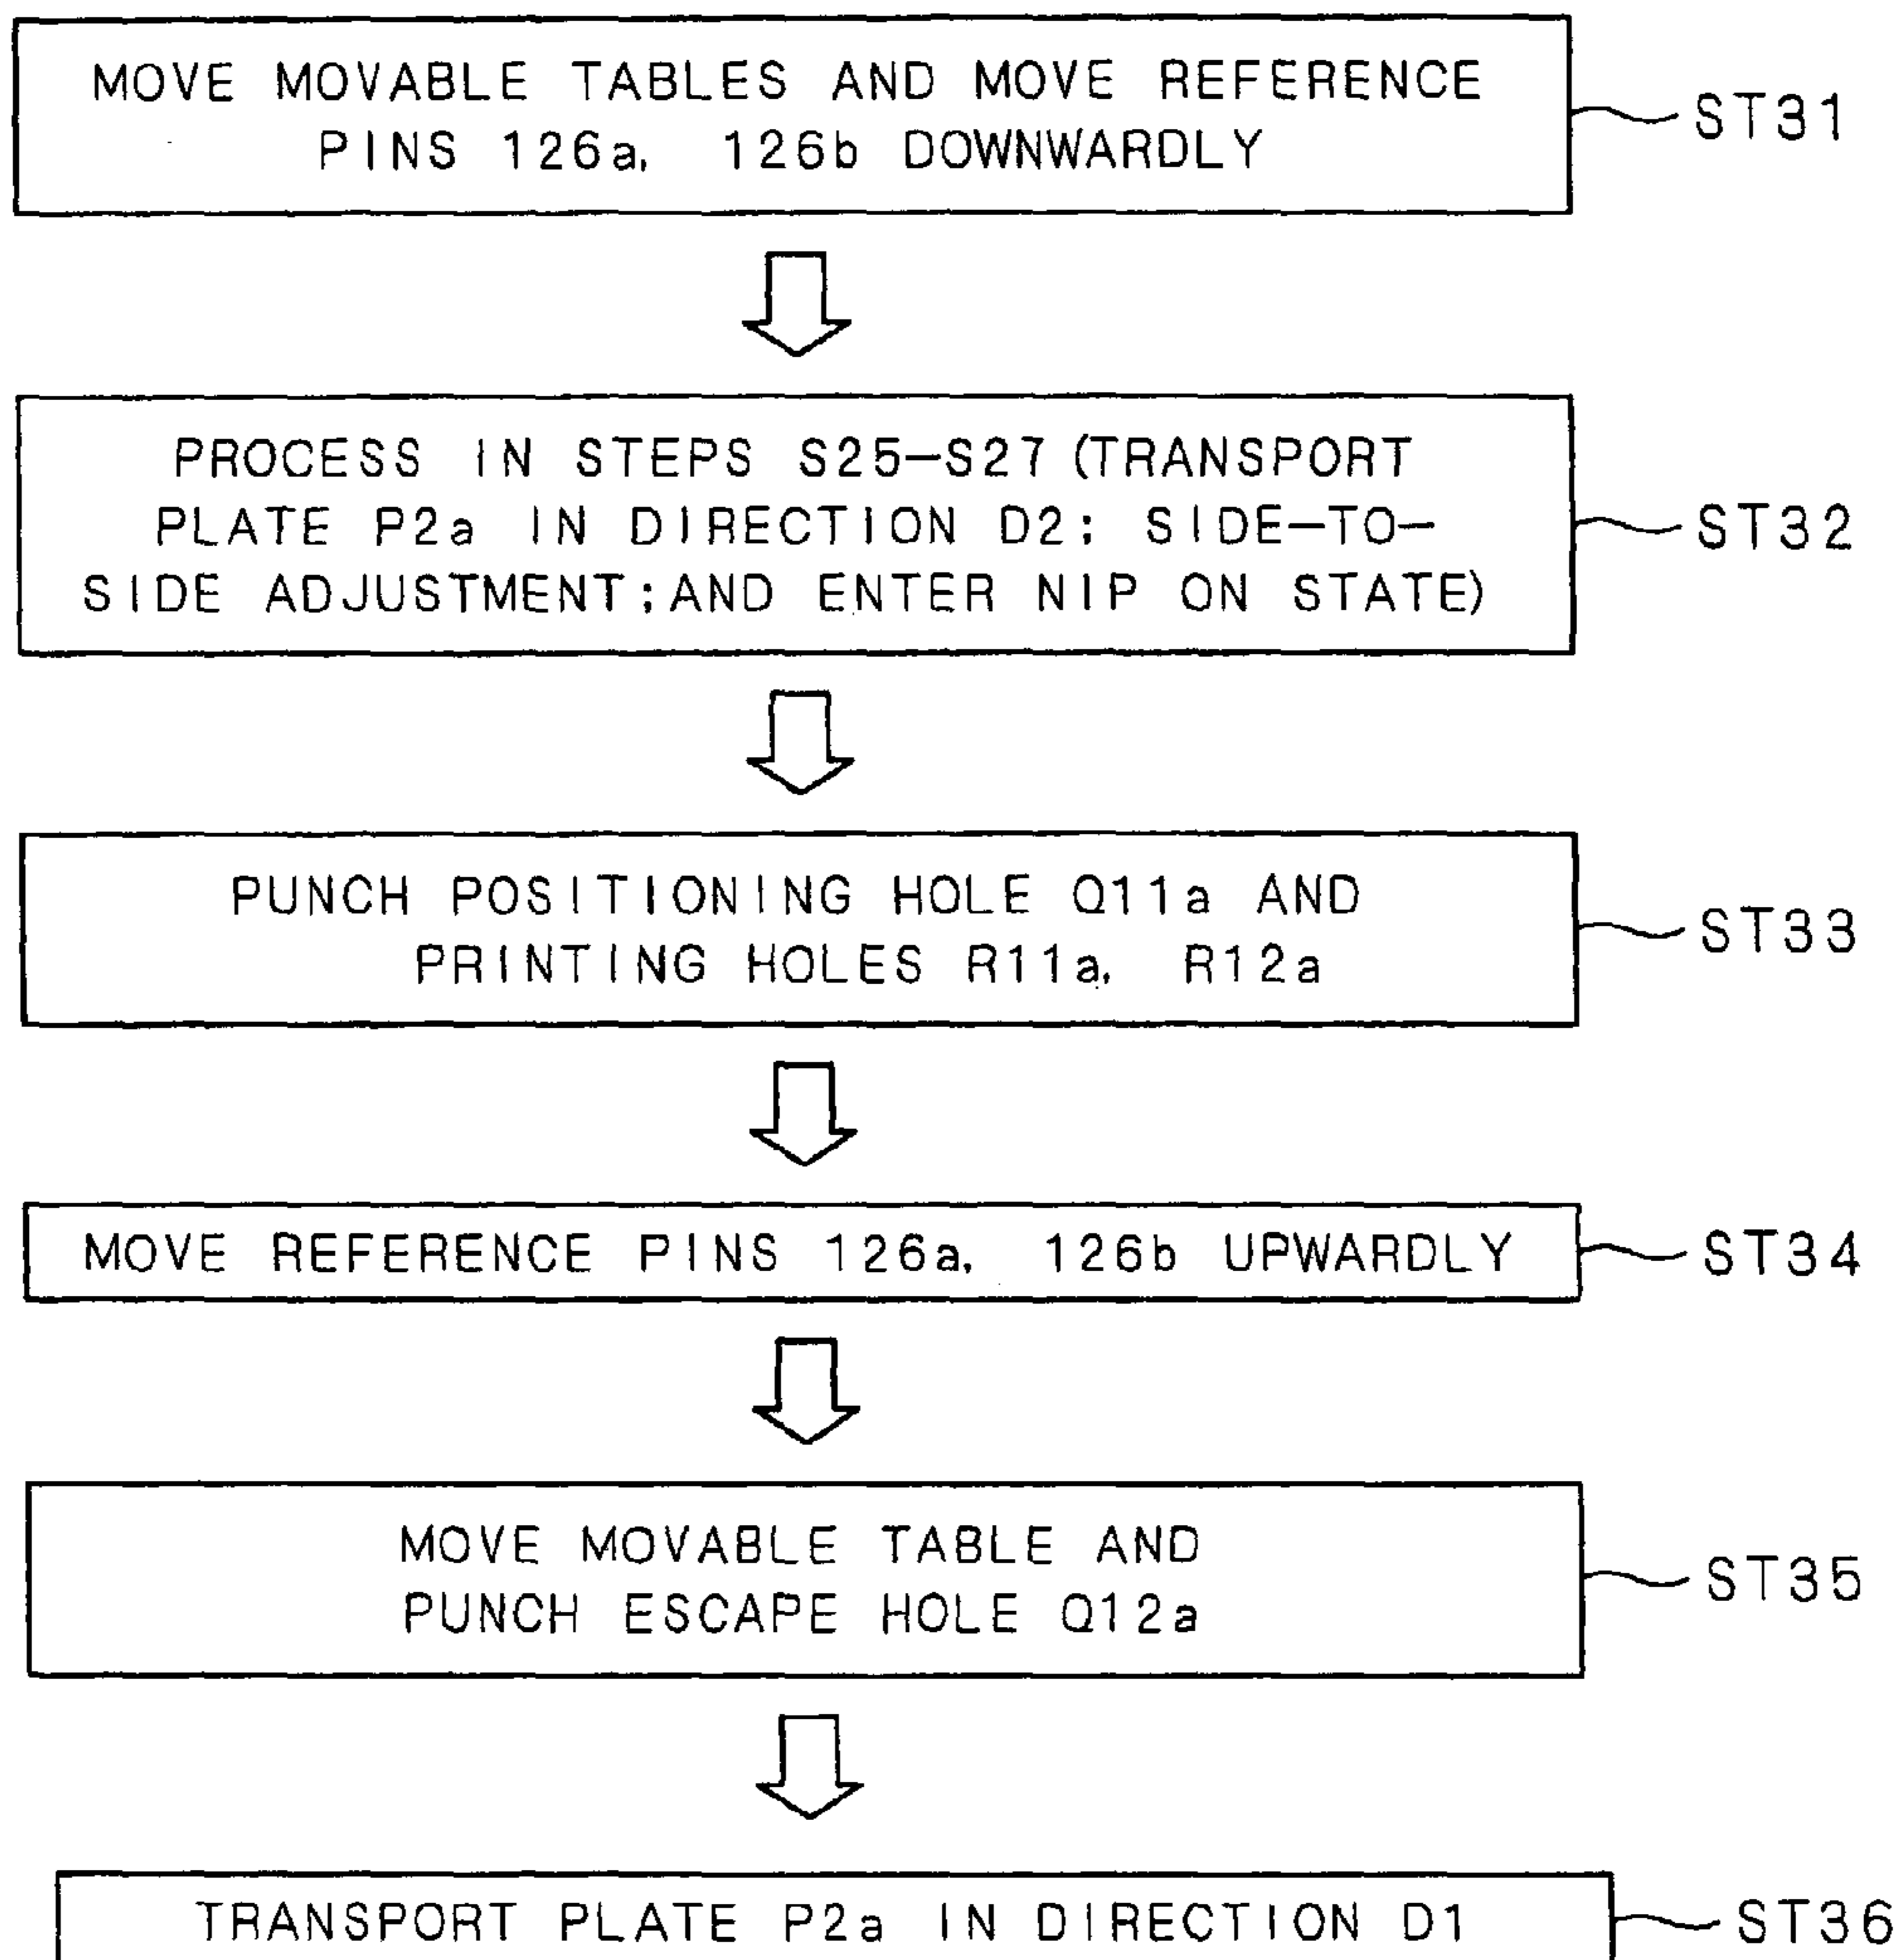 MOVE MOVABLE TABLES AND MOVE REFERENCE
PINS 126a, 126b DOWNWARDLY
ST31
PROCESS IN STEPS S25-S27 (TRANSPORT
PLATE P2a IN DIRECTION D2; SIDE-TO-
SIDE ADJUSTMENT;AND ENTER NIP ON STATE)
ST32
PUNCH POSITIONING HOLE Q11a AND
PRINTING HOLES R11a, R12a
ST33
MOVE REFERENCE PINS 126a, 126b UPWARDLY
ST34
MOVE MOVABLE TABLE AND
PUNCH ESCAPE HOLE Q12a
ST35
TRANSPORT PLATE P2a IN DIRECTION D1
ST36